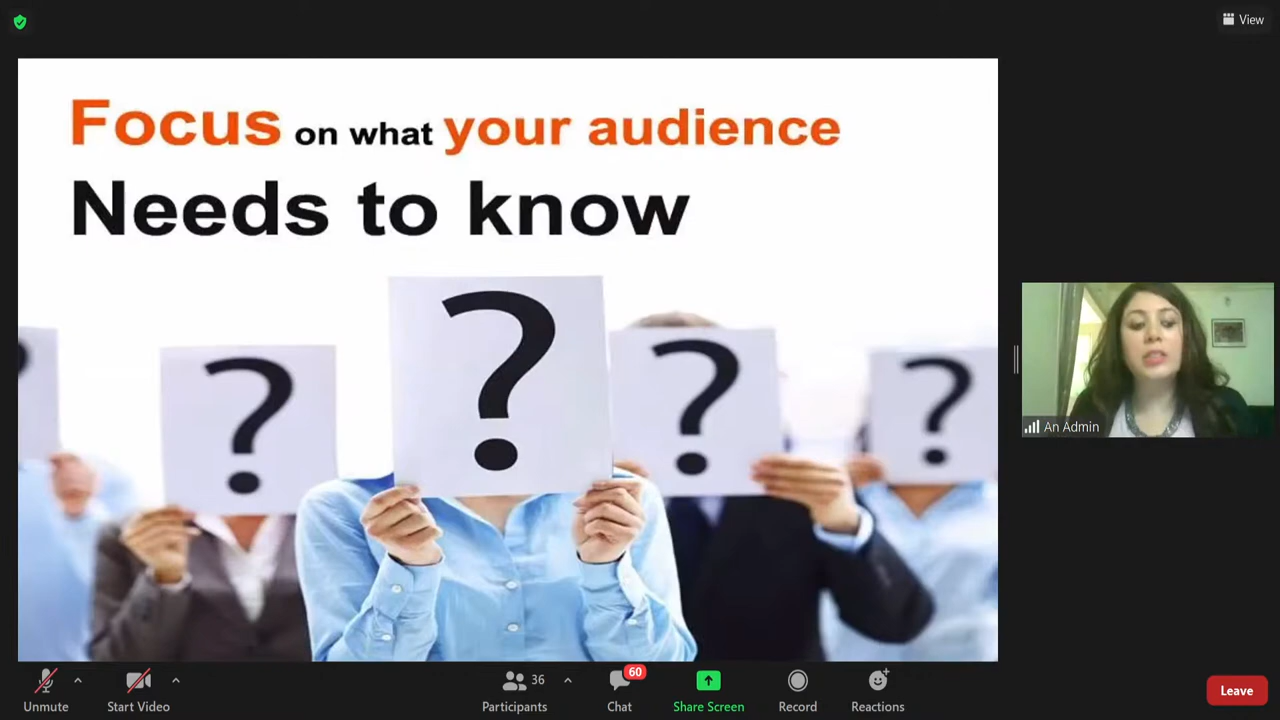 View
Focus on what your audience
Needs to know
?
?
?
?
?
An Admin
Unmute
Start Video
36
Participants
60
Chat
Share Screen
Record
Reactions
Leave